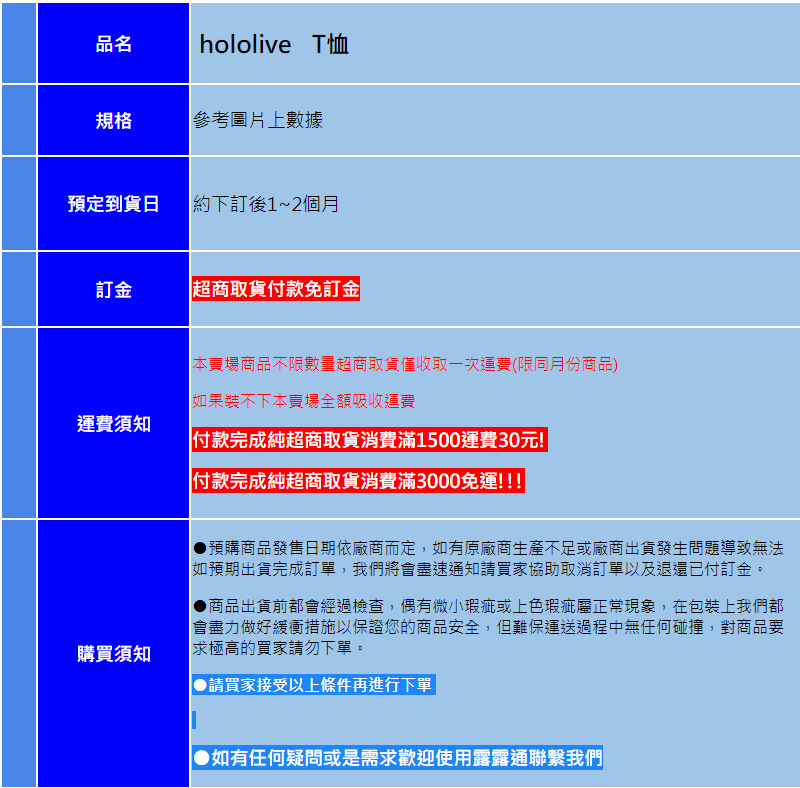 品名
hololive T恤
規格
參考圖片上數據
預定到貨日
約下訂後1~2個月
訂金
超商取貨付款免訂金
運費須知
本賣場商品不限數量超商取貨僅收取一次運費(限同月份商品)
如果裝不下本賣場全額吸收運費
付款完成純超商取貨消費滿1500運費30元!
付款完成純超商取貨消費滿3000免運!!!
購買須知
●預購商品發售日期依廠商而定，如有原廠商生產不足或廠商出貨發生問題導致無法
如預期出貨完成訂單，我們將會盡速通知請買家協助取消訂單以及退還已付訂金。
●商品出貨前都會經過檢查，偶有微小瑕疵或上色瑕疵屬正常現象，在包裝上我們都
會盡力做好緩衝措施以保證您的商品安全，但難保運送過程中無任何碰撞，對商品要
求極高的買家請勿下單。
●請買家接受以上條件再進行下單
●如有任何疑問或是需求歡迎使用露露通聯繫我們